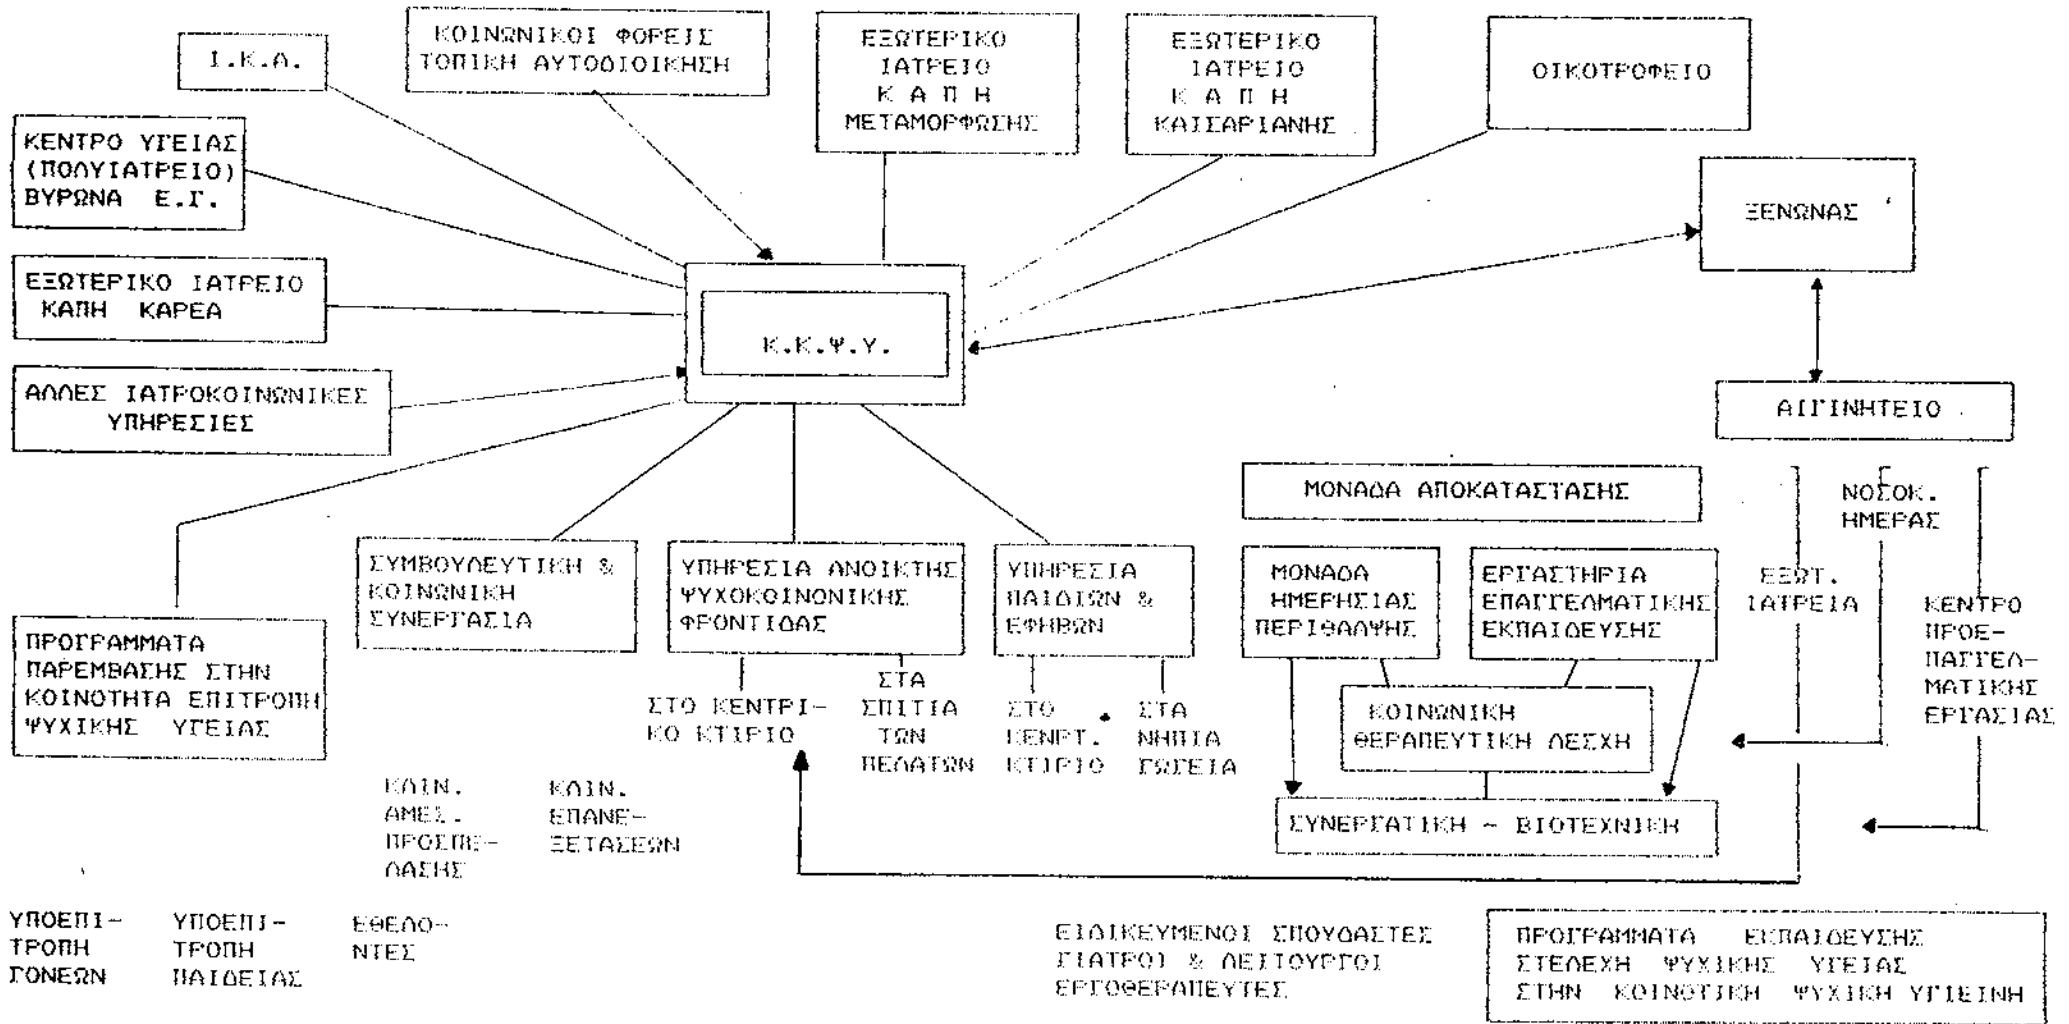 Ι.Κ.Α.
ΚΟΙΝΩΝΙΚΟΙ ΦΟΡΕΙΣ
ΤΟΠΙΚΗ ΑΥΤΟΔΙΟΙΚΗΣΗ
ΕΞΩΤΕΡΙΚΟ
ΙΑΤΡΕΙΟ
Κ Α Π Η
ΜΕΤΑΜΟΡΦΩΣΗΣ
ΕΞΩΤΕΡΙΚΟ
ΙΑΤΡΕΙΟ
Κ Α Π Η
ΚΑΙΣΑΡΙΑΝΗΣ
ΟΙΚΟΤΡΟΦΕΙΟ
ΚΕΝΤΡΟ ΥΓΕΙΑΣ
(ΠΟΛΥΙΑΤΡΕΙΟ)
ΒΥΡΩΝΑ Ε.Γ.
ΞΕΝΩΝΑΣ
ΕΞΩΤΕΡΙΚΟ ΙΑΤΡΕΙΟ
ΚΑΠΗ ΚΑΡΕΑ
Κ.Κ.Ψ.Υ.
ΑΛΛΕΣ ΙΑΤΡΟΚΟΙΝΩΝΙΚΕΣ
ΥΠΗΡΕΣΙΕΣ
ΑΙΓΙΝΗΤΕΙΟ
ΜΟΝΑΔΑ ΑΠΟΚΑΤΑΣΤΑΣΗΣ
ΝΟΣΟΚ.
ΗΜΕΡΑΣ
ΠΡΟΓΡΑΜΜΑΤΑ
ΠΑΡΕΜΒΑΣΗΣ ΣΤΗΝ
ΚΟΙΝΟΤΗΤΑ ΕΠΙΤΡΟΠΗ
ΨΥΧΙΚΗΣ ΥΓΕΙΑΣ
ΣΥΜΒΟΥΛΕΥΤΙΚΗ &
ΚΟΙΝΩΝΙΚΗ
ΣΥΝΕΡΓΑΣΙΑ
ΥΠΗΡΕΣΙΑ ΑΝΟΙΚΤΗΣ
ΨΥΧΟΚΟΙΝΟΝΙΚΗΣ
ΦΡΟΝΤΙΔΑΣ
ΥΠΗΡΕΣΙΑ
ΠΑΙΔΙΩΝ &
ΕΦΗΒΩΝ
ΜΟΝΑΔΑ
ΗΜΕΡΗΣΙΑΣ
ΠΕΡΙΘΑΛΨΗΣ
ΕΡΓΑΣΤΗΡΙΑ
ΕΠΑΓΓΕΛΜΑΤΙΚΗΣ
ΕΚΠΑΙΔΕΥΣΗΣ
ΕΞΩΤ.
ΙΑΤΡΕΙΑ
ΚΕΝΤΡΟ
ΠΡΟΕ-
ΠΑΓΓΕΛ-
ΜΑΤΙΚΗΣ
ΕΡΓΑΣΙΑΣ
ΣΤΟ ΚΕΝΤΡΙ-
ΚΟ ΚΤΙΡΙΟ
ΣΤΑ
ΣΠΙΤΙΑ
ΤΩΝ
ΠΕΛΑΤΩΝ
ΣΤΟ
ΚΕΝΡΤ.
ΚΤΙΡΙΟ
ΣΤΑ
ΝΗΠΙΑ
ΓΩΓΕΙΑ
ΚΟΙΝΩΝΙΚΗ
ΘΕΡΑΠΕΥΤΙΚΗ ΛΕΣΧΗ
ΣΥΝΕΡΓΑΤΙΚΗ - ΒΙΟΤΕΧΝΙΚΗ
ΚΛΙΝ.
ΑΜΕΣ.
ΠΡΟΣΠΕ-
ΛΑΣΗΣ
ΚΛΙΝ.
ΕΠΑΝΕ-
ΞΕΤΑΣΕΩΝ
ΥΠΟΕΠΙ-
ΤΡΟΠΗ
ΓΟΝΕΩΝ
ΥΠΟΕΠΙ-
ΤΡΟΠΗ
ΠΑΙΔΕΙΑΣ
ΕΘΕΛΟ-
ΝΤΕΣ
ΕΙΔΙΚΕΥΜΕΝΟΙ ΣΠΟΥΔΑΣΤΕΣ
ΓΙΑΤΡΟΙ & ΛΕΙΤΟΥΡΓΟΙ
ΕΡΓΟΘΕΡΑΠΕΥΤΕΣ
ΠΡΟΓΡΑΜΜΑΤΑ ΕΚΠΑΙΔΕΥΣΗΣ
ΣΤΕΛΕΧΗ ΨΥΧΙΚΗΣ ΥΓΕΙΑΣ
ΣΤΗΝ ΚΟΙΝΟΤΙΚΗ ΨΥΧΙΚΗ ΥΓΙΕΙΝΗ